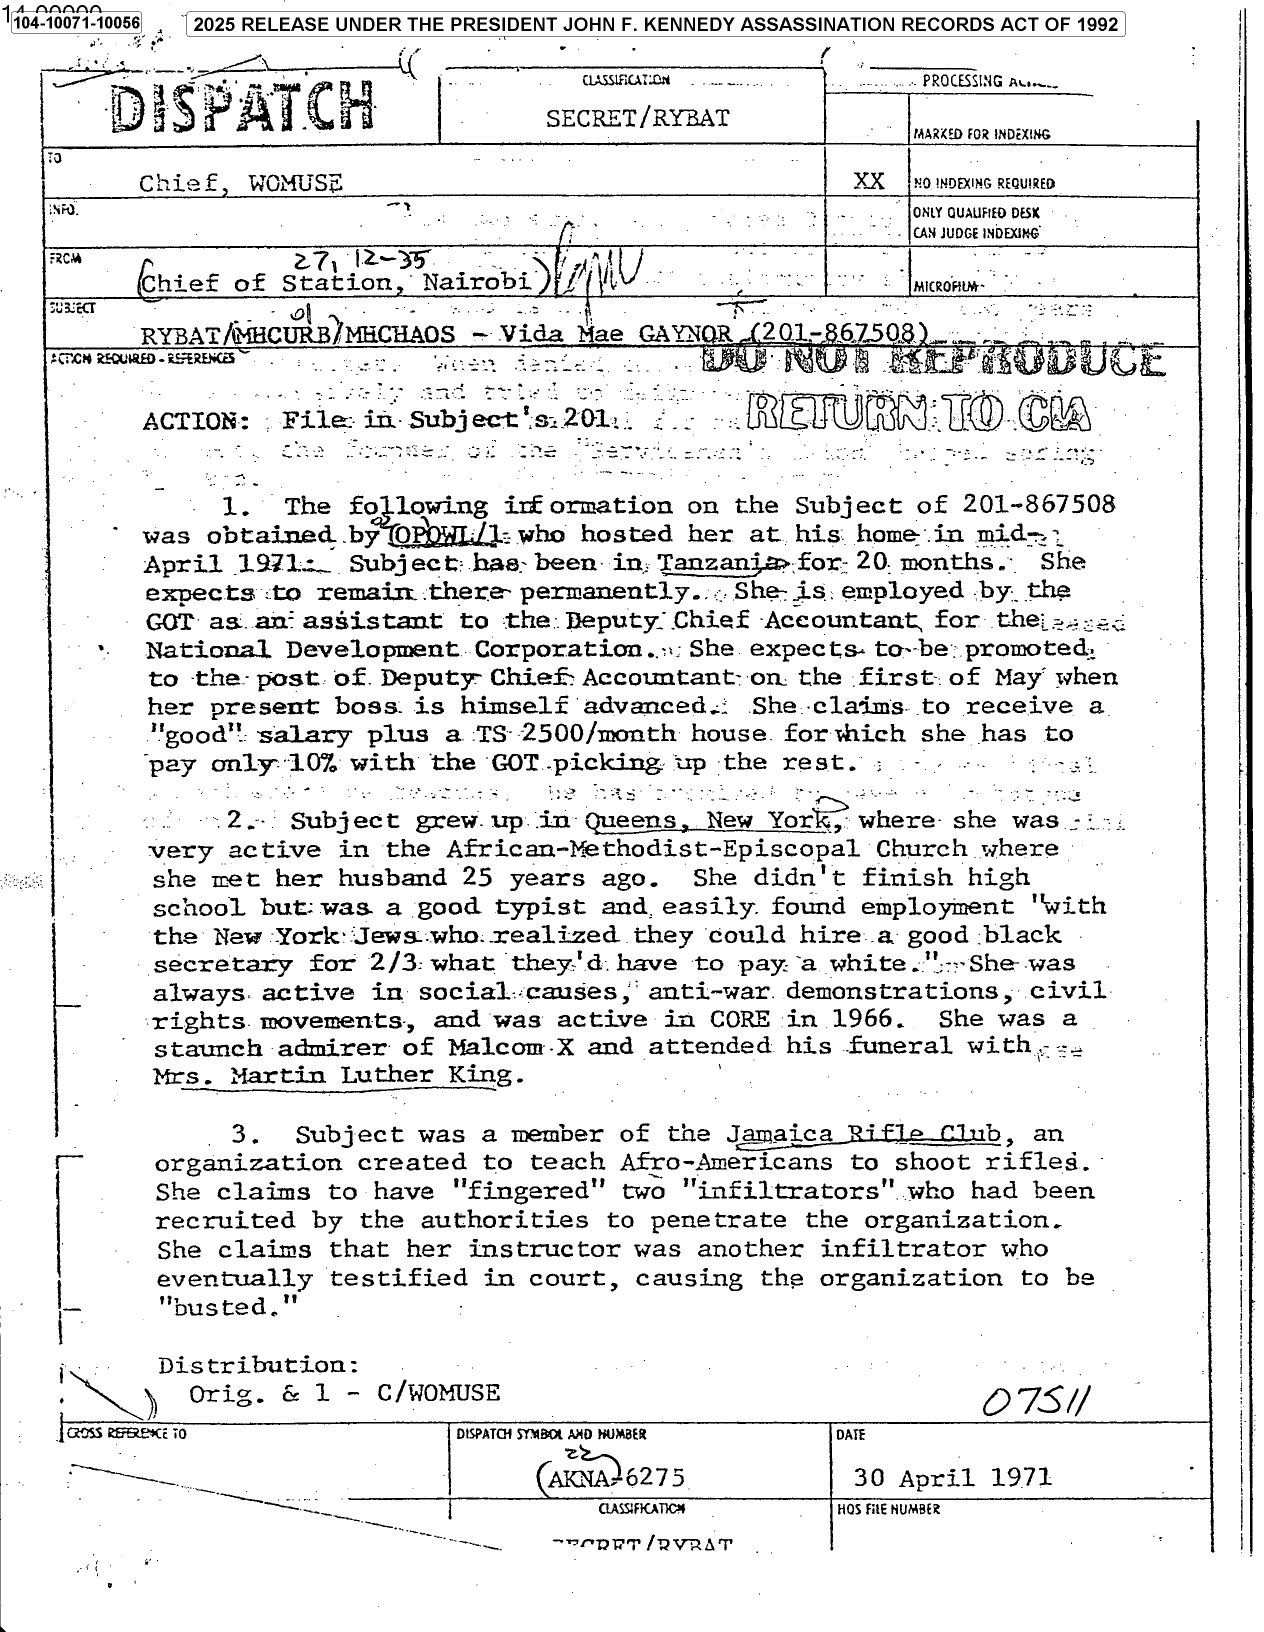 104-10071-10056
2025 RELEASE UNDER THE PRESIDENT JOHN F. KENNEDY ASSASSINATION RECORDS ACT OF 1992
DISPATCH
CLASSIFICATION
SECRET/RYBAT
PROCESSING
MARKED FOR INDEXING
TO
Chief, WOMUSE
XX
NO INDEXING REQUIRED
INFO.
ONLY QUALIFIED DESK
CAN JUDGE INDEXING
FROM
27, 12-35
Chief of Station, Nairobi
MICROFILM
SUBJECT
01
RYBAT/MHCURB/MHCHAOS - Vida Mae GAYNOR (201-867508)
ACTION REQUIRED - REFERENCES
DO NOT REPRODUCE
RETURN TO CIA
ACTION: File in Subject's 201.
1. The following information on the Subject of 201-867508
was obtained by OPOWL/1 who hosted her at his home in mid-
April 1971: Subject has been in Tanzania for 20 months. She
expects to remain there permanently. She is employed by the
GOT as an assistant to the Deputy Chief Accountant for the
National Development Corporation. She expects to be promoted
to the post of Deputy Chief Accountant on the first of May when
her present boss is himself advanced. She claims to receive a
"good" salary plus a TS 2500/month house for which she has to
pay only 10% with the GOT picking up the rest.
2. Subject grew up in Queens, New York, where she was
very active in the African-Methodist-Episcopal Church where
she met her husband 25 years ago. She didn't finish high
school but was a good typist and easily found employment "with
the New York Jews who realized they could hire a good black
secretary for 2/3 what they'd have to pay a white." She was
always active in social causes, anti-war demonstrations, civil
rights movements, and was active in CORE in 1966. She was a
staunch admirer of Malcom X and attended his funeral with
Mrs. Martin Luther King.
3. Subject was a member of the Jamaica Rifle Club, an
organization created to teach Afro-Americans to shoot rifles.
She claims to have "fingered" two "infiltrators" who had been
recruited by the authorities to penetrate the organization.
She claims that her instructor was another infiltrator who
eventually testified in court, causing the organization to be
"busted."
Distribution:
Orig. & 1 - C/WOMUSE
07511
CROSS REFERENCE TO
DISPATCH SYMBOL AND NUMBER
DATE
22
AKNA-6275
30 April 1971
CLASSIFICATION
HQS FILE NUMBER
SECRET/RYBAT